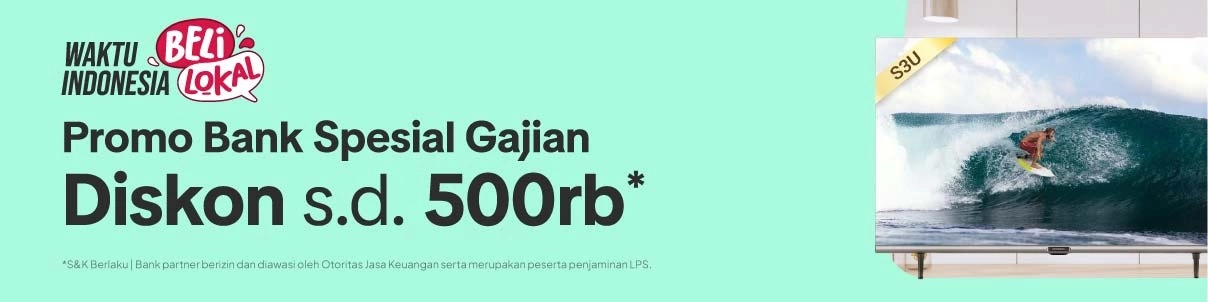 WAKTU
INDONESIA
BELi
LOKAL
Promo Bank Spesial Gajian
Diskon s.d. 500rb*
*S&K Berlaku | Bank partner berizin dan diawasi oleh Otoritas Jasa Keuangan serta merupakan peserta penjaminan LPS.
S3U